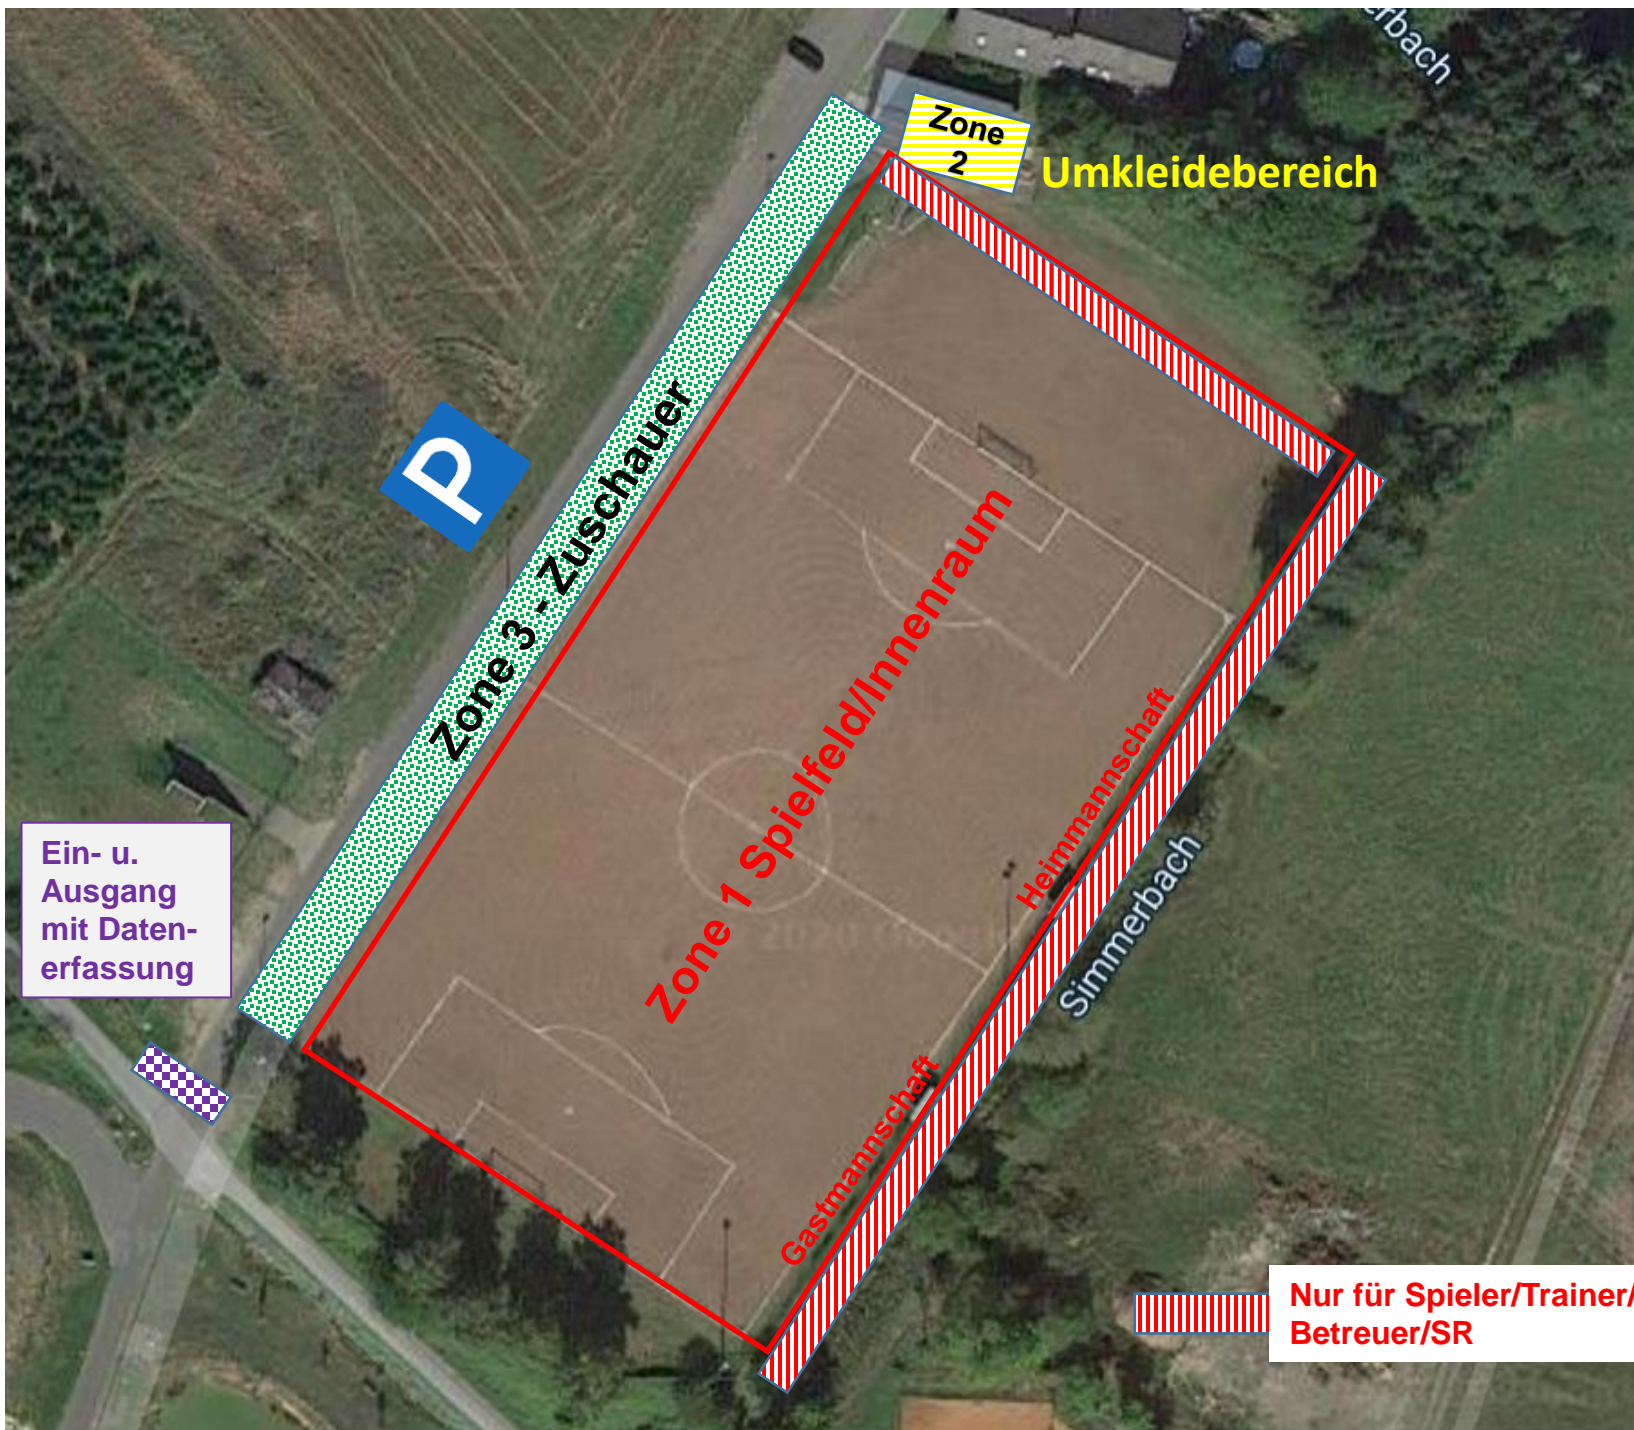 erbach
Zone
2
Umkleidebereich
P
Zone 3 - Zuschauer
Zone 1 Spielfeld/Innenraum
Heimmannschaft
Simmerbach
Gastmannschaft
Ein- u.
Ausgang
mit Daten-
erfassung
Nur für Spieler/Trainer/
Betreuer/SR